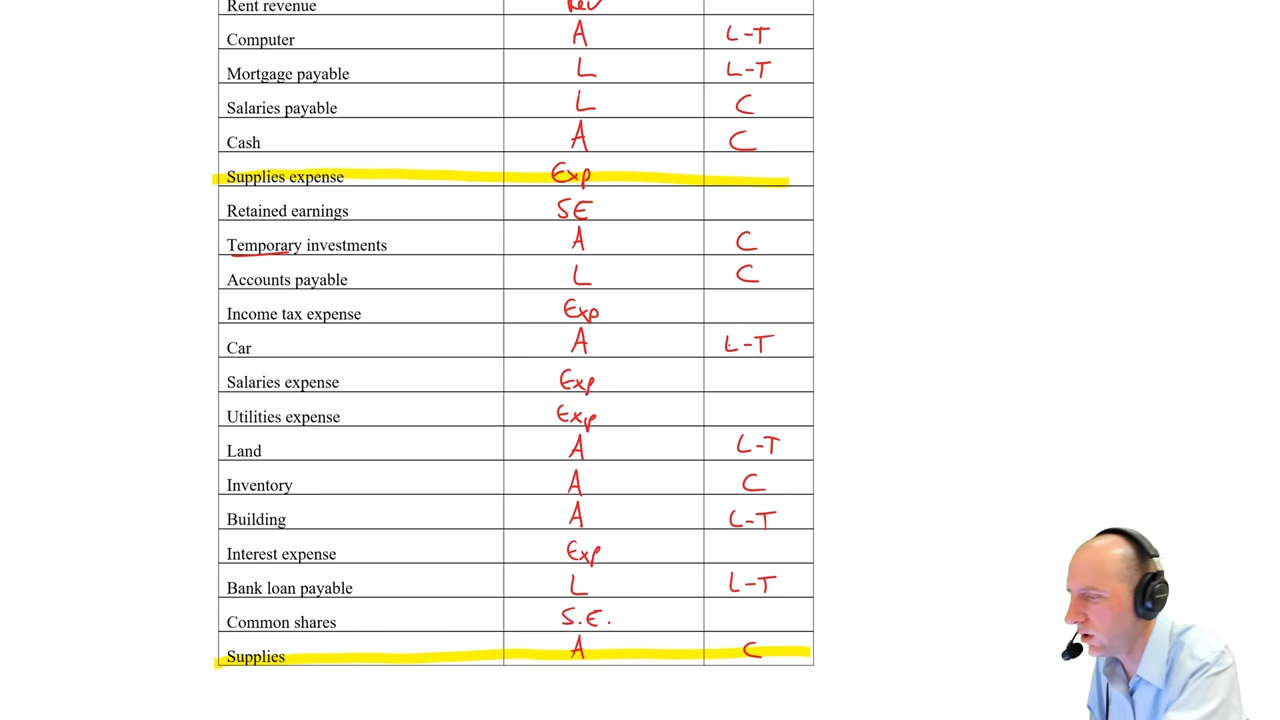 Rent revenue Rev
Computer A L-T
Mortgage payable L L-T
Salaries payable L C
Cash A C
Supplies expense Exp
Retained earnings SE
Temporary investments A C
Accounts payable L C
Income tax expense Exp
Car A L-T
Salaries expense Exp
Utilities expense Exp
Land A L-T
Inventory A C
Building A L-T
Interest expense Exp
Bank loan payable L L-T
Common shares S.E.
Supplies A C